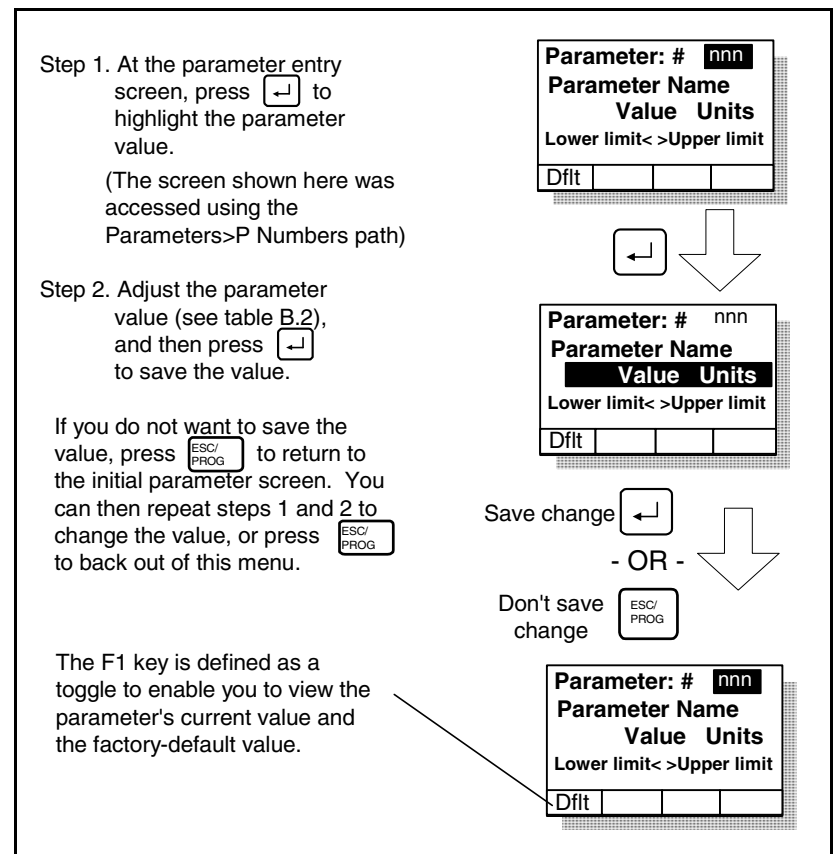 Step 1. At the parameter entry
screen, press ↵ to
highlight the parameter
value.
(The screen shown here was
accessed using the
Parameters>P Numbers path)
Parameter: # nnn
Parameter Name
Value Units
Lower limit< >Upper limit
Dflt
↵
Step 2. Adjust the parameter
value (see table B.2),
and then press ↵
to save the value.
If you do not want to save the
value, press ESC/PROG to return to
the initial parameter screen. You
can then repeat steps 1 and 2 to
change the value, or press ESC/PROG
to back out of this menu.
Parameter: # nnn
Parameter Name
Value Units
Lower limit< >Upper limit
Dflt
Save change ↵
- OR -
Don't save
change
ESC/
PROG
The F1 key is defined as a
toggle to enable you to view the
parameter's current value and
the factory-default value.
Parameter: # nnn
Parameter Name
Value Units
Lower limit< >Upper limit
Dflt